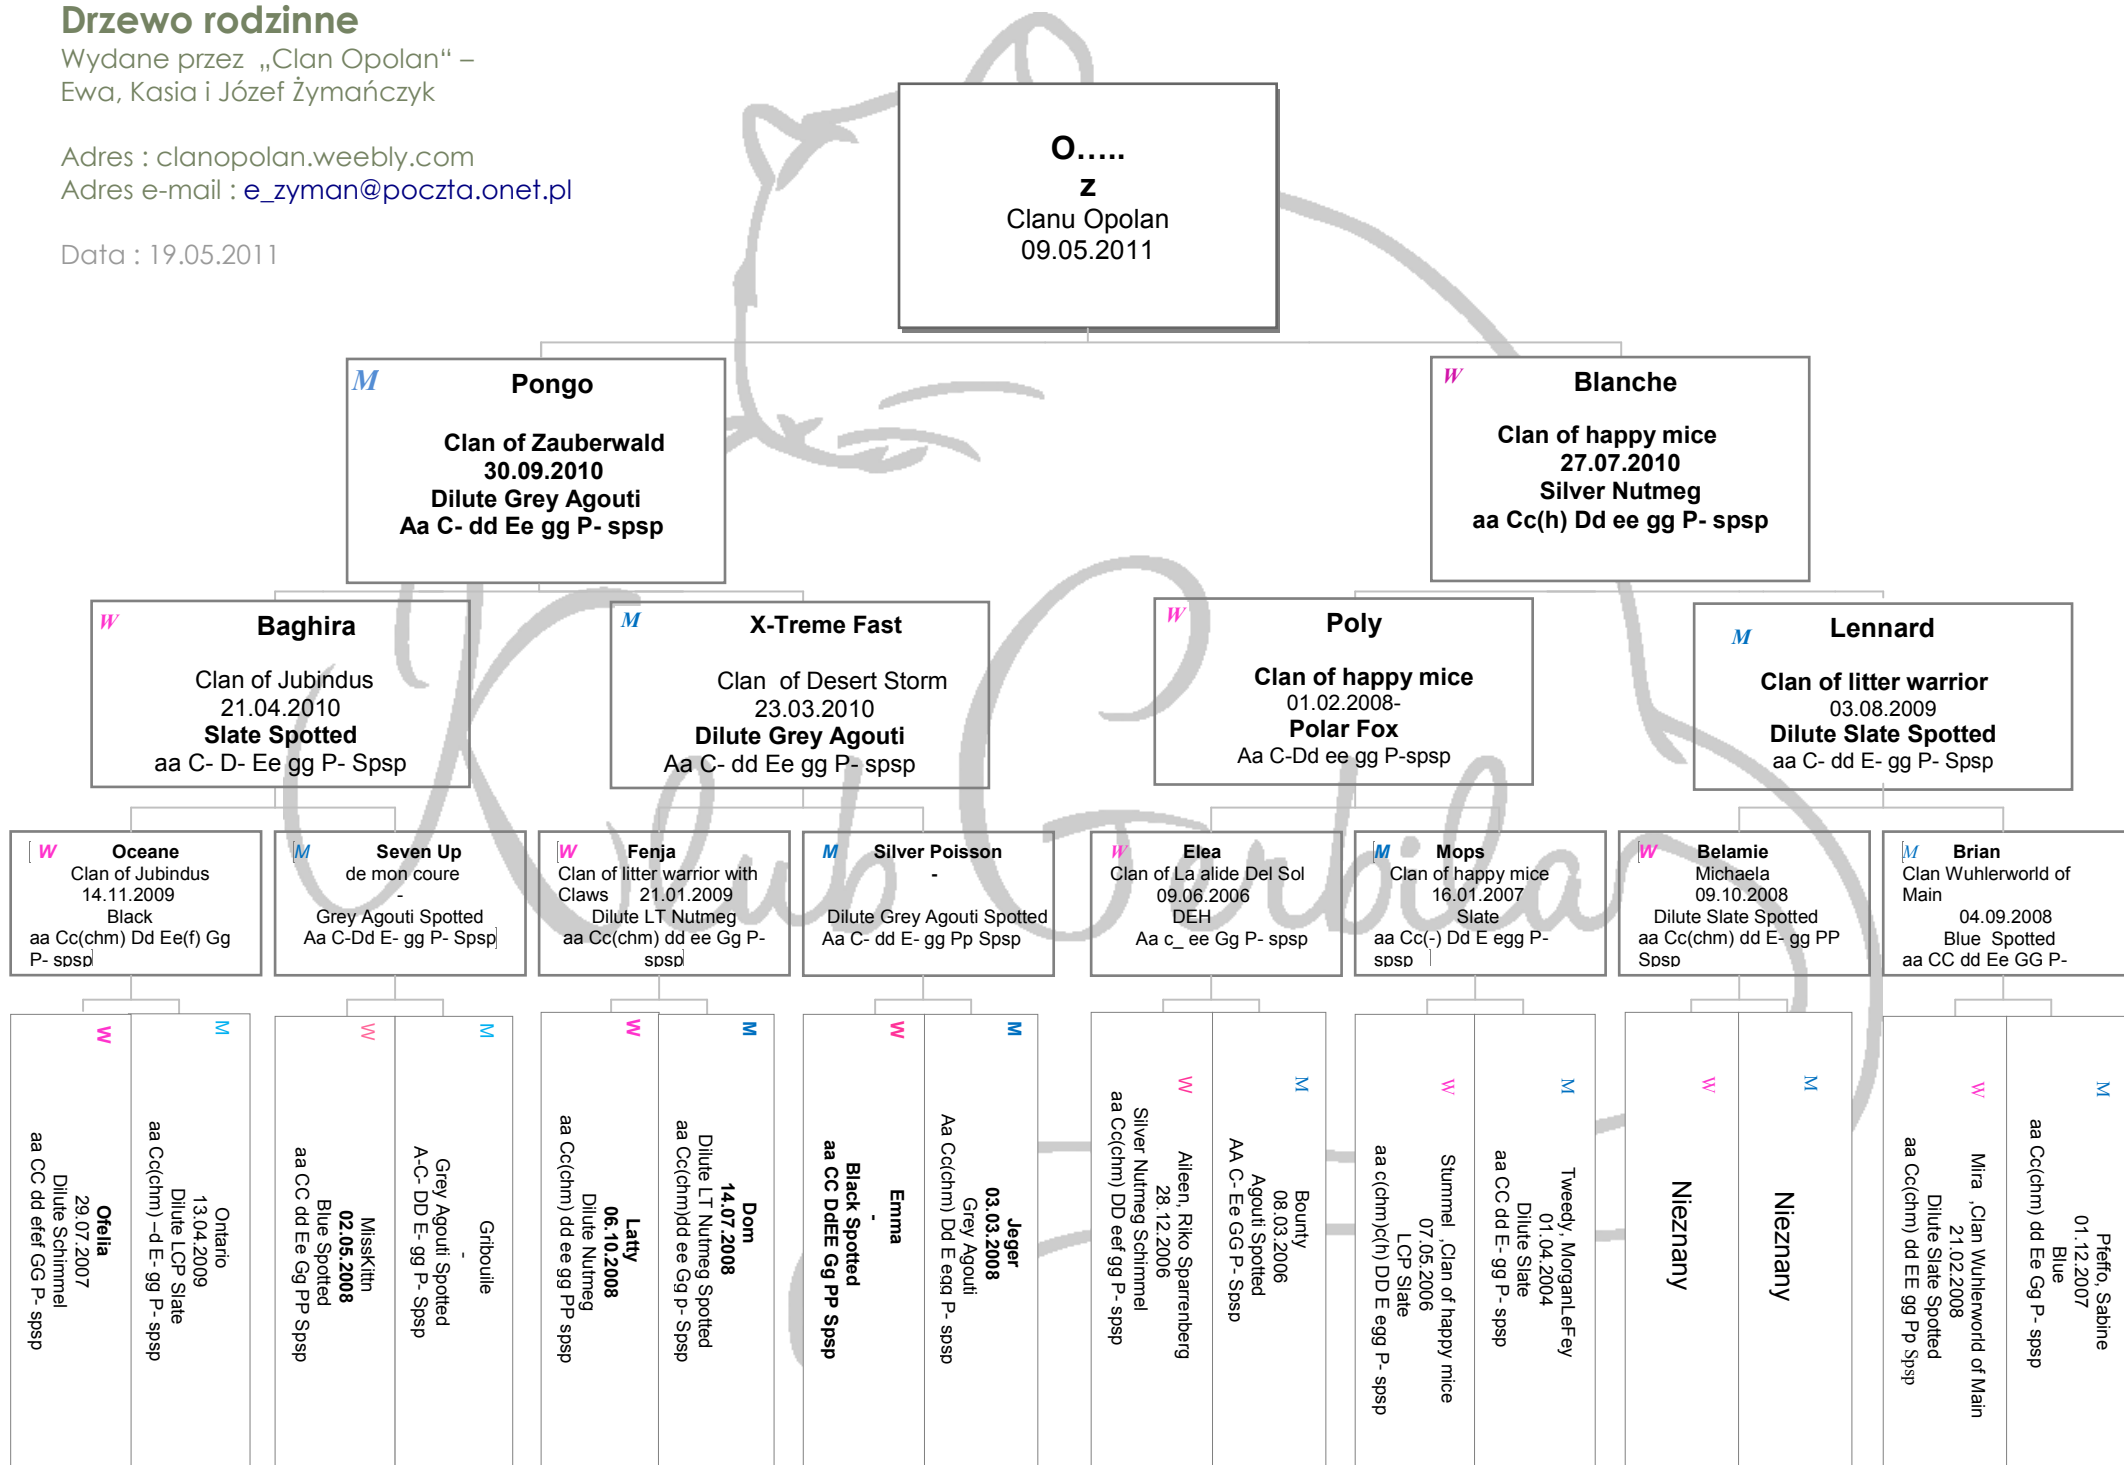 Drzewo rodzinne
Wydane przez „Clan Opolan“ –
Ewa, Kasia i Józef Żymańczyk
Adres : clanopolan.weebly.com
Adres e-mail : e_zyman@poczta.onet.pl
Data : 19.05.2011
O.....
z
Clanu Opolan
09.05.2011
M
Pongo
Clan of Zauberwald
30.09.2010
Dilute Grey Agouti
Aa C- dd Ee gg P- spsp
W
Blanche
Clan of happy mice
27.07.2010
Silver Nutmeg
aa Cc(h) Dd ee gg P- spsp
W
Baghira
Clan of Jubindus
21.04.2010
Slate Spotted
aa C- D- Ee gg P- Spsp
M
X-Treme Fast
Clan of Desert Storm
23.03.2010
Dilute Grey Agouti
Aa C- dd Ee gg P- spsp
W
Poly
Clan of happy mice
01.02.2008-
Polar Fox
Aa C-Dd ee gg P-spsp
M
Lennard
Clan of litter warrior
03.08.2009
Dilute Slate Spotted
aa C- dd E- gg P- Spsp
W Oceane
Clan of Jubindus
14.11.2009
Black
aa Cc(chm) Dd Ee(f) Gg
P- spsp
M Seven Up
de mon coure
-
Grey Agouti Spotted
Aa C-Dd E- gg P- Spsp
W Fenja
Clan of litter warrior with
Claws 21.01.2009
Dilute LT Nutmeg
aa Cc(chm) dd ee Gg P-
spsp
M Silver Poisson
-
Dilute Grey Agouti Spotted
Aa C- dd E- gg Pp Spsp
W Elea
Clan of La alide Del Sol
09.06.2006
DEH
Aa c_ ee Gg P- spsp
M Mops
Clan of happy mice
16.01.2007
Slate
aa Cc(-) Dd E egg P-
spsp
W Belamie
Michaela
09.10.2008
Dilute Slate Spotted
aa Cc(chm) dd E- gg PP
Spsp
M Brian
Clan Wuhlerworld of
Main
04.09.2008
Blue Spotted
aa CC dd Ee GG P-
W
Ofelia
29.07.2007
Dilute Schimmel
aa CC dd efef GG P- spsp
M
Ontario
13.04.2009
Dilute LCP Slate
aa Cc(chm) –d E- gg P- spsp
W
MissKittn
02.05.2008
Blue Spotted
aa CC dd Ee Gg PP Spsp
M
Gribouile
-
Grey Agouti Spotted
A-C- DD E- gg P- Spsp
W
Latty
06.10.2008
Dilute Nutmeg
aa Cc(chm) dd ee gg PP spsp
M
Dom
14.07.2008
Dilute LT Nutmeg Spotted
aa Cc(chm)dd ee Gg p- Spsp
W
Emma
-
Black Spotted
aa CC DdEE Gg PP Spsp
M
Jeger
03.03.2008
Grey Agouti
Aa Cc(chm) Dd E egg P- spsp
W
Aileen, Riko Sparrenberg
28.12.2006
Silver Nutmeg Schimmel
aa Cc(chm) DD eef gg P- spsp
M
Bounty
08.03.2006
Agouti Spotted
AA C- Ee GG P- Spsp
W
Stummel ,Clan of happy mice
07.05.2006
LCP Slate
aa c(chm)c(h) DD E egg P- spsp
M
Tweedy, MorganLeFey
01.04.2004
Dilute Slate
aa CC dd E- gg P- spsp
W
Nieznany
M
Nieznany
W
Mira ,Clan Wuhlerworld of Main
21.02.2008
Dilute Slate Spotted
aa Cc(chm) dd EE gg Pp Spsp
M
Pfeffo, Sabine
01.12.2007
Blue
aa Cc(chm) dd Ee Gg P- spsp
Klub Gerbila